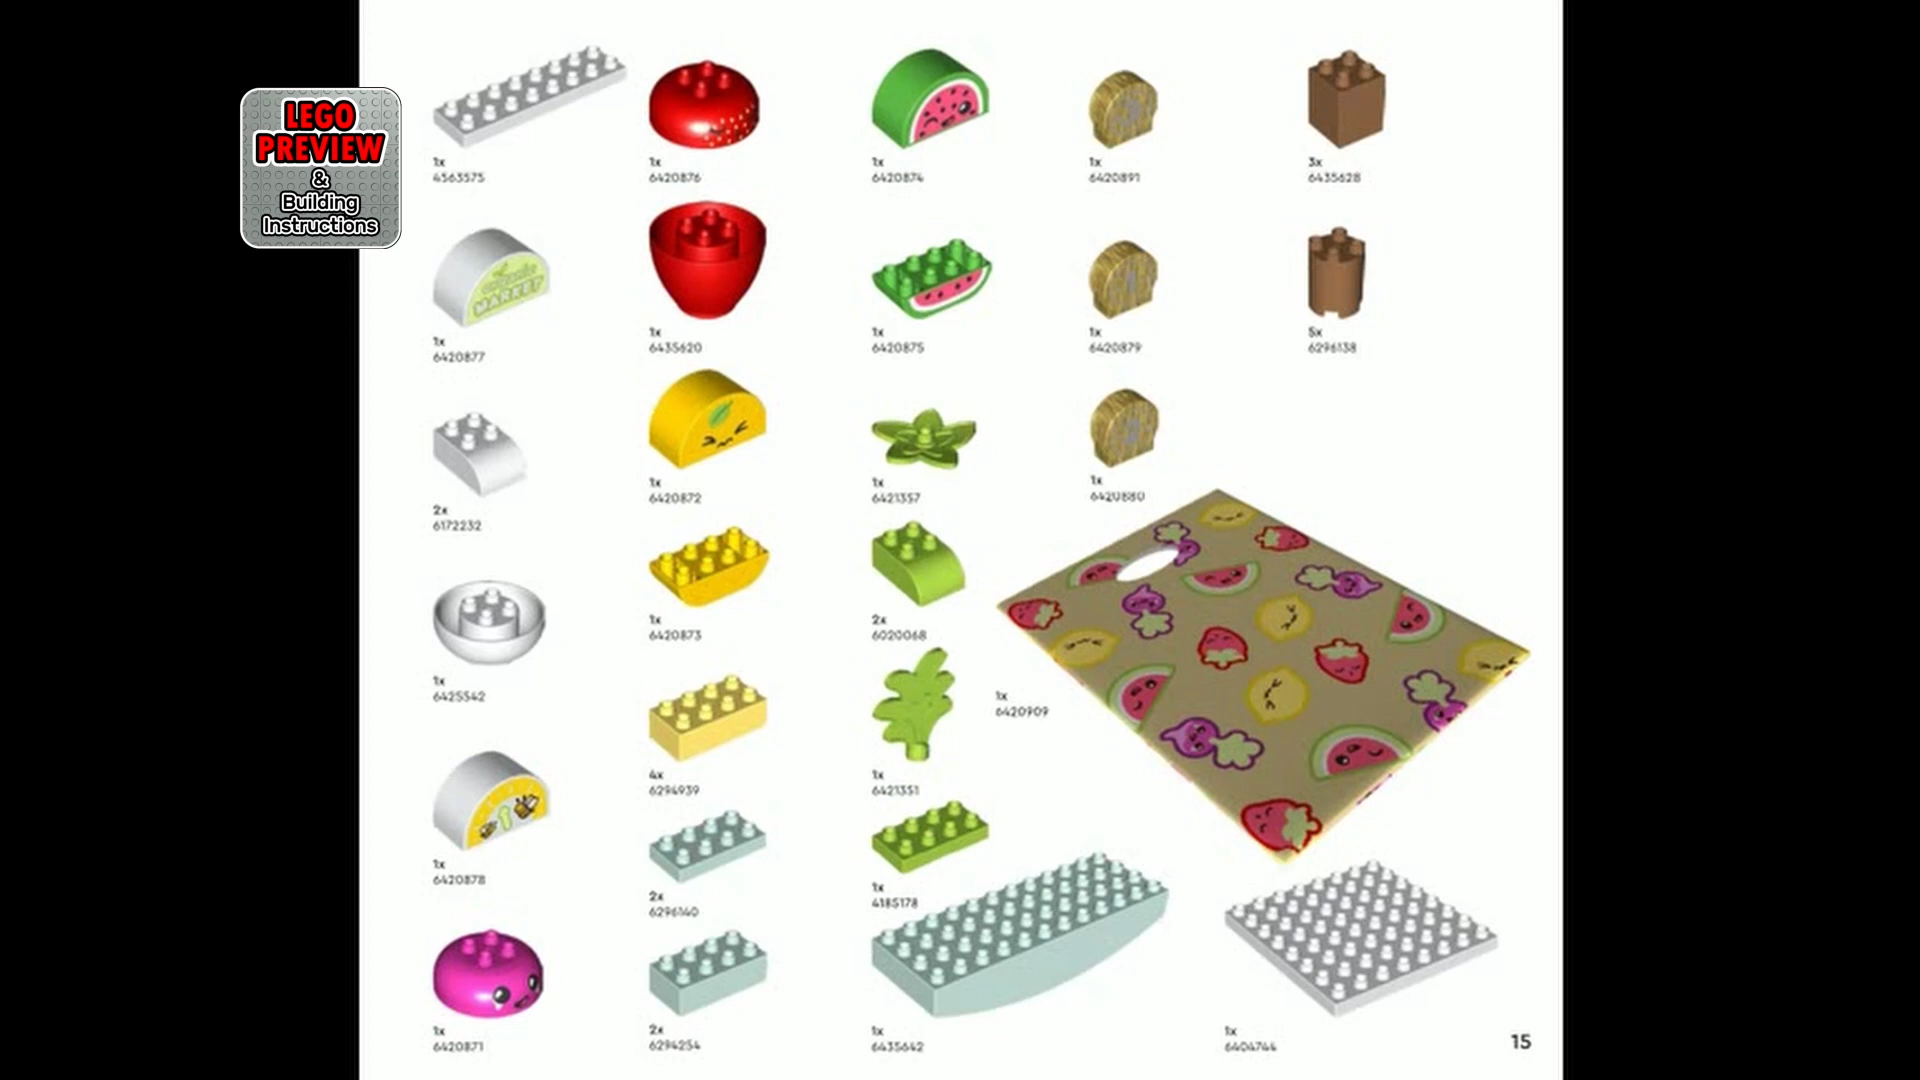 LEGO
PREVIEW
&
Building
Instructions
1x
4563575
1x
6420876
1x
6420874
1x
6420891
3x
6435628
organic
MARKET
1x
6420877
1x
6435620
1x
6420875
1x
6420879
5x
6296138
2x
6172232
1x
6420872
1x
6421357
1x
6420880
1x
6425542
1x
6420873
2x
6020068
1x
6420909
1x
6420878
4x
6294939
1x
6421351
2x
6296140
1x
4185178
1x
6420871
2x
6294254
1x
6435642
1x
6404744
15